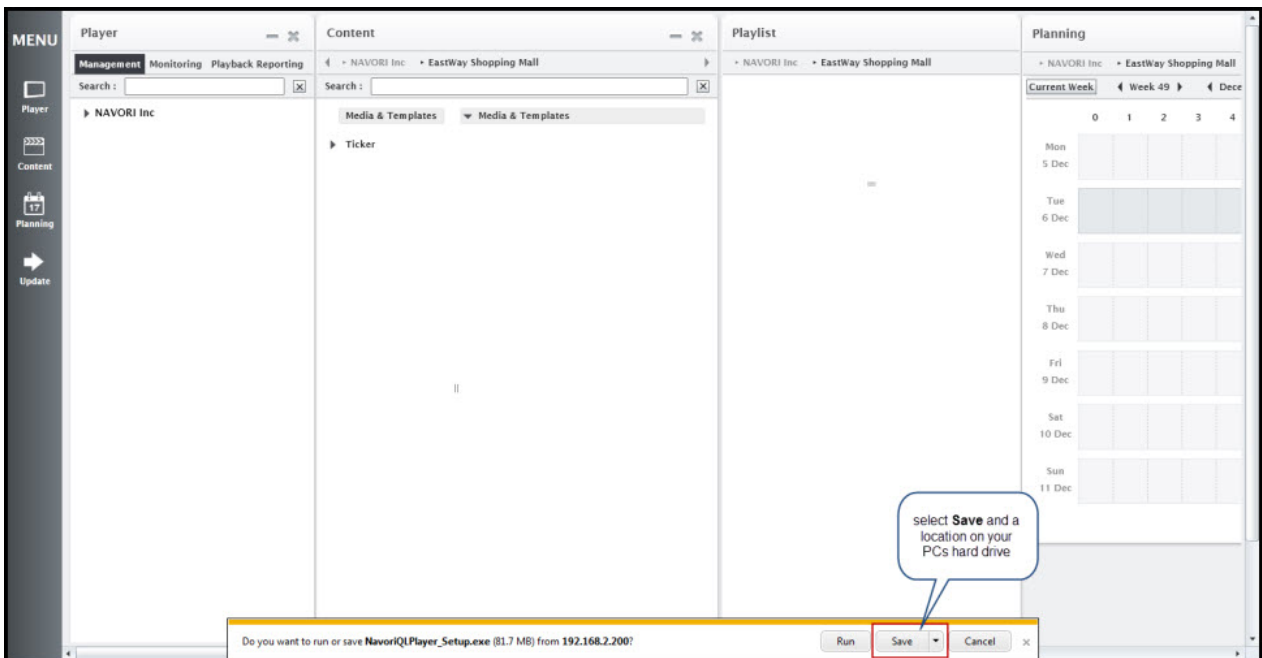 MENU
Player
Content
Planning
Update
Player
Management Monitoring Playback Reporting
Search :
NAVORI Inc
Content
NAVORI Inc EastWay Shopping Mall
Search :
Media & Templates Media & Templates
Ticker
Playlist
NAVORI Inc EastWay Shopping Mall
Planning
NAVORI Inc EastWay Shopping Mall
Current Week Week 49 Dece
0 1 2 3 4
Mon
5 Dec
Tue
6 Dec
Wed
7 Dec
Thu
8 Dec
Fri
9 Dec
Sat
10 Dec
Sun
11 Dec
select Save and a
location on your
PCs hard drive
Do you want to run or save NavoriQLPlayer_Setup.exe (81.7 MB) from 192.168.2.200?
Run Save Cancel
17